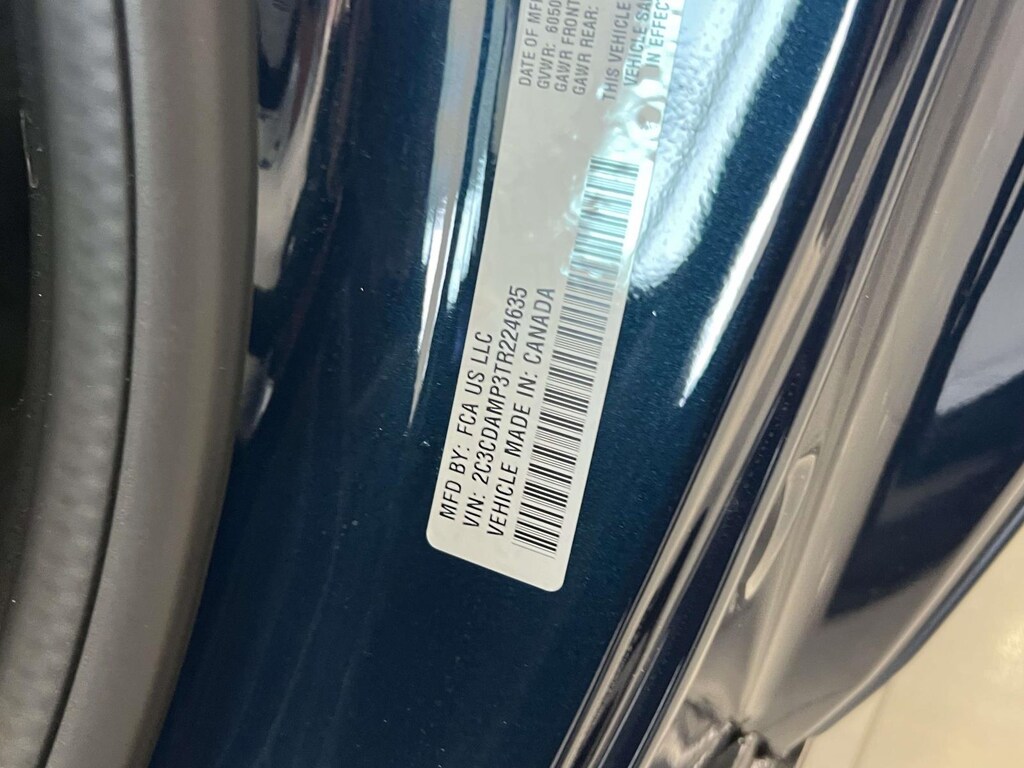 MFD BY: FCA US LLC
VIN: 2C3CDAMP3TR224635
VEHICLE MADE IN: CANADA
DATE OF MF
GVWR: 6050
GAWR FRONT
GAWR REAR:
THIS VEHICLE
VEHICLE SA
IN EFFECT